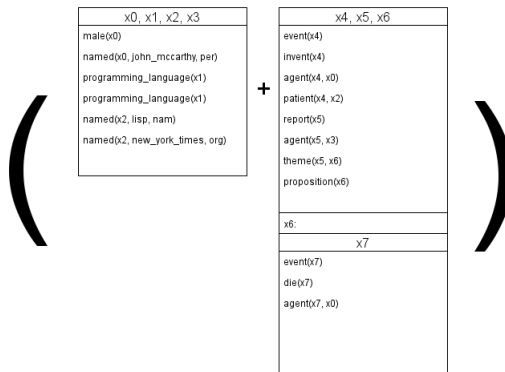 x0, x1, x2, x3
male(x0)
named(x0, john_mccarthy, per)
programming_language(x1)
programming_language(x1)
named(x2, lisp, nam)
named(x2, new_york_times, org)
(
+
)
x4, x5, x6
event(x4)
invent(x4)
agent(x4, x0)
patient(x4, x2)
report(x5)
agent(x5, x3)
theme(x5, x6)
proposition(x6)
x6:
x7
event(x7)
die(x7)
agent(x7, x0)